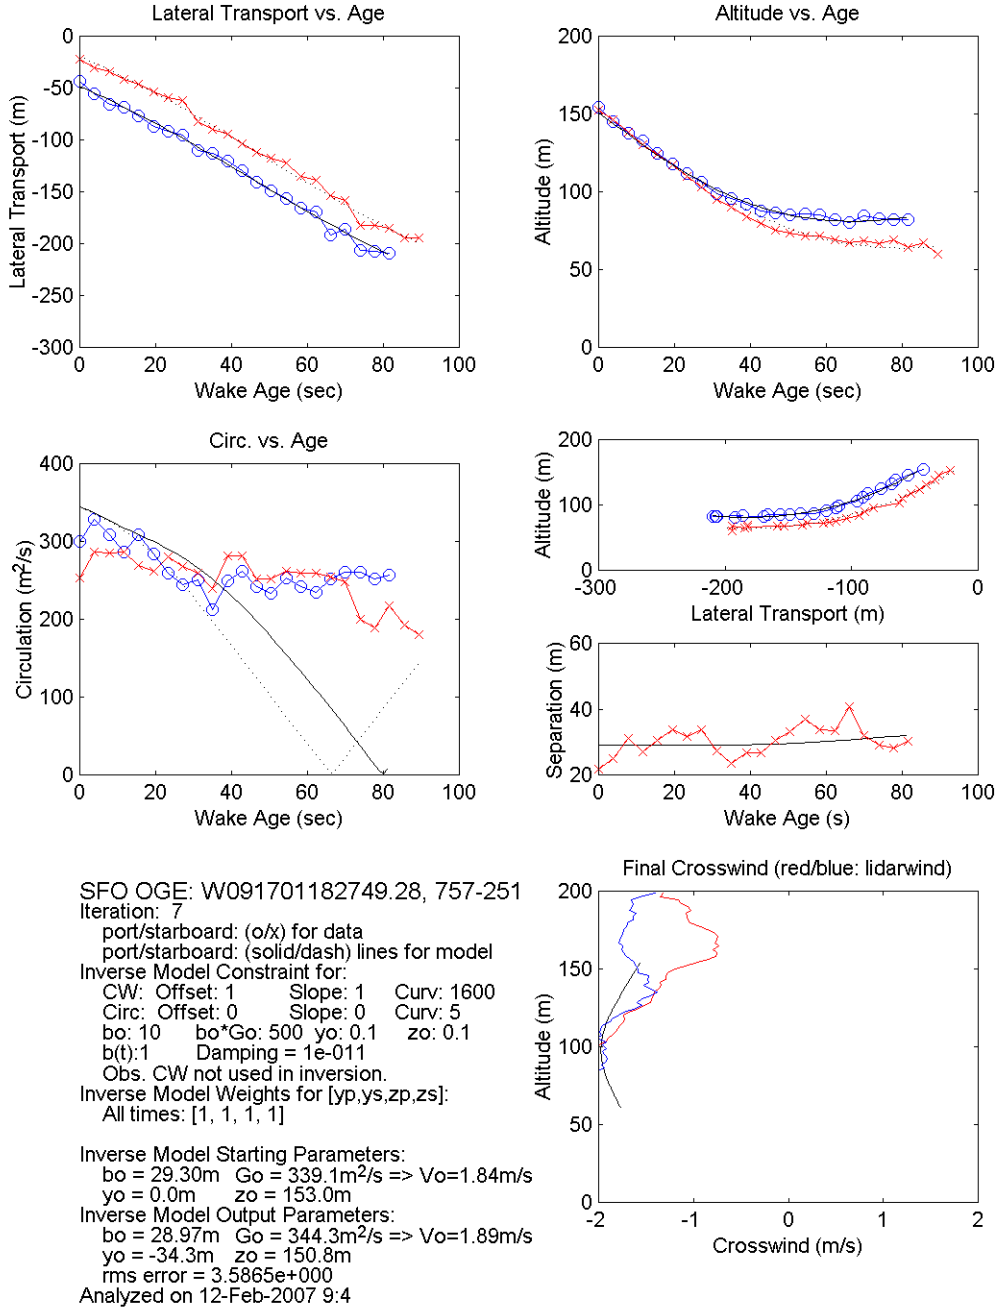 Lateral Transport vs. Age
0
-50
-100
-150
-200
-250
-300
Lateral Transport (m)
0 20 40 60 80 100
Wake Age (sec)
Altitude vs. Age
200
150
100
50
0
Altitude (m)
0 20 40 60 80 100
Wake Age (sec)
Circ. vs. Age
400
300
200
100
0
Circulation (m²/s)
0 20 40 60 80 100
Wake Age (sec)
200
100
0
Altitude (m)
-300 -200 -100 0
Lateral Transport (m)
60
40
20
Separation (m)
0 20 40 60 80 100
Wake Age (s)
SFO OGE: W091701182749.28, 757-251
Iteration: 7
port/starboard: (o/x) for data
port/starboard: (solid/dash) lines for model
Inverse Model Constraint for:
CW: Offset: 1 Slope: 1 Curv: 1600
Circ: Offset: 0 Slope: 0 Curv: 5
bo: 10 bo*Go: 500 yo: 0.1 zo: 0.1
b(t):1 Damping = 1e-011
Obs. CW not used in inversion.
Inverse Model Weights for [yp,ys,zp,zs]:
All times: [1, 1, 1, 1]
Inverse Model Starting Parameters:
bo = 29.30m Go = 339.1m²/s => Vo=1.84m/s
yo = 0.0m zo = 153.0m
Inverse Model Output Parameters:
bo = 28.97m Go = 344.3m²/s => Vo=1.89m/s
yo = -34.3m zo = 150.8m
rms error = 3.5865e+000
Analyzed on 12-Feb-2007 9:4
Final Crosswind (red/blue: lidarwind)
200
150
100
50
0
Altitude (m)
-2 -1 0 1 2
Crosswind (m/s)